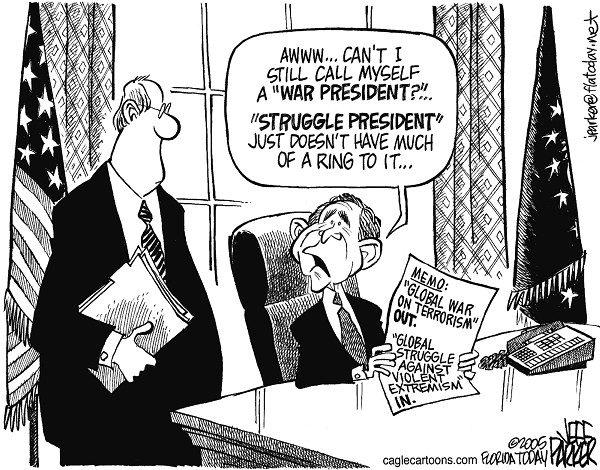 AWWW... CAN'T I
STILL CALL MYSELF
A "WAR PRESIDENT?"...
"STRUGGLE PRESIDENT"
JUST DOESN'T HAVE MUCH
OF A RING TO IT...
jparker@flatoday.net
MEMO:
"GLOBAL WAR
ON TERRORISM"
OUT.
"GLOBAL
STRUGGLE
AGAINST
VIOLENT
EXTREMISM"
IN.
©2005
JEFF
PARKER
FLORIDA TODAY
caglecartoons.com